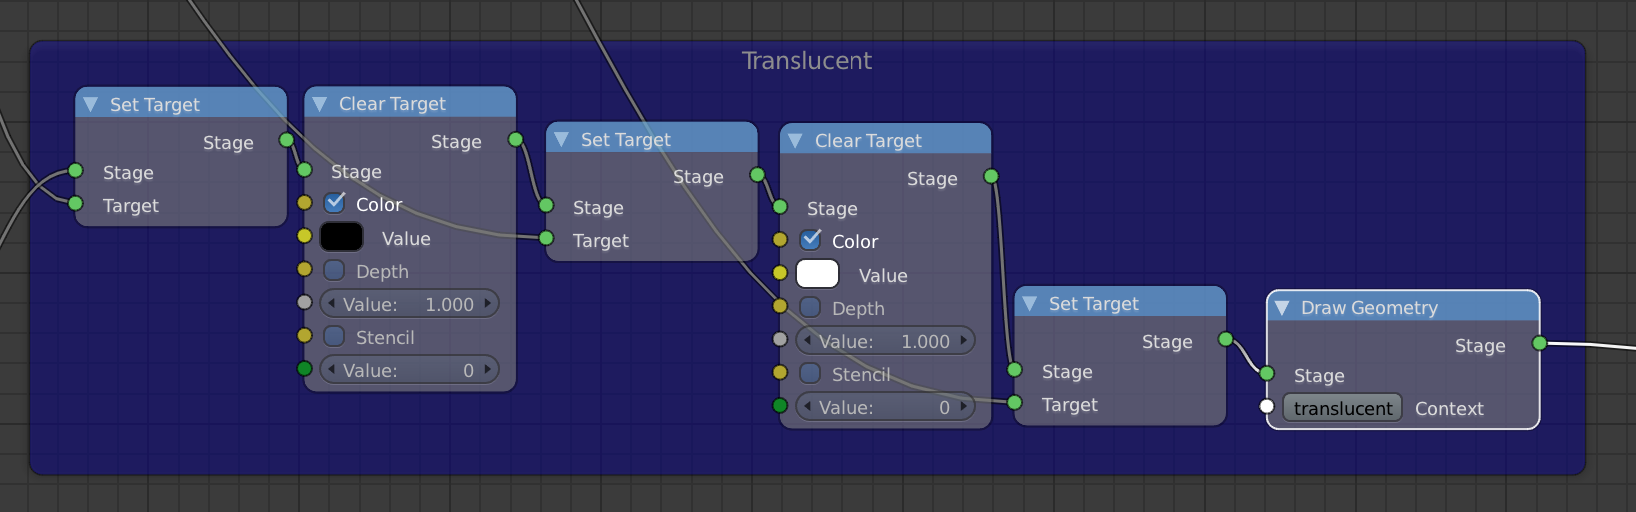 Translucent
Set Target
Stage
Stage
Target
Clear Target
Stage
Stage
Color
Value
Depth
Value: 1.000
Stencil
Value: 0
Set Target
Stage
Stage
Target
Clear Target
Stage
Stage
Color
Value
Depth
Value: 1.000
Stencil
Value: 0
Set Target
Stage
Stage
Target
Draw Geometry
Stage
Stage
translucent Context